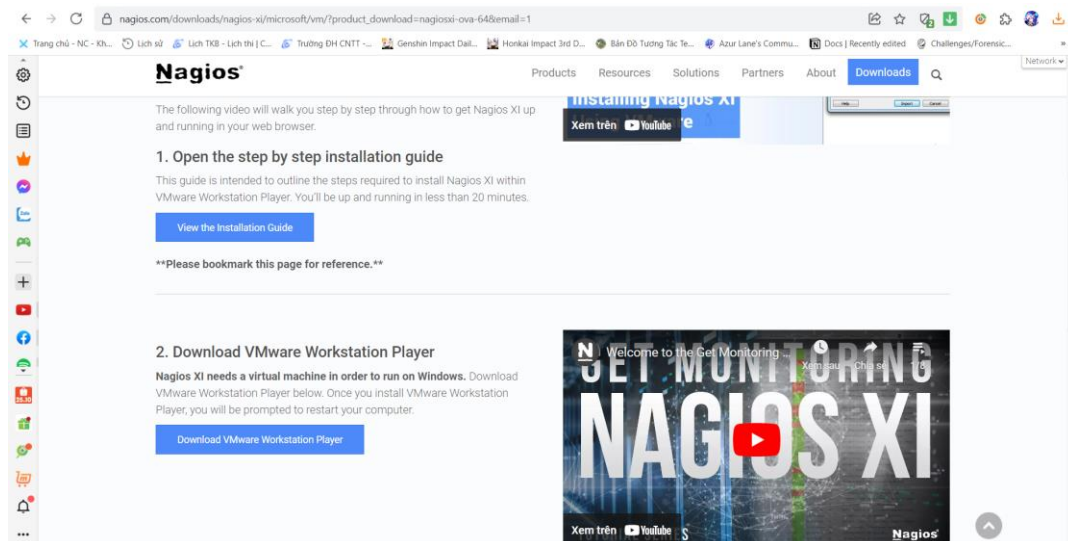 nagios.com/downloads/nagios-xi/microsoft/vm/?product_download=nagiosxi-ova-64&email=1
Trang chủ - NC - Kh... Lịch sử Lịch TKB - Lịch thi | C... Trường ĐH CNTT -... Genshin Impact Dail... Honkai Impact 3rd D... Bản Đồ Tương Tác Te... Azur Lane's Commu... Docs | Recently edited Challenges/Forensic... »
Network
Nagios® Products Resources Solutions Partners About Downloads
The following video will walk you step by step through how to get Nagios XI up
and running in your web browser.
Installing Nagios XI
Xem trên YouTube
1. Open the step by step installation guide
This guide is intended to outline the steps required to install Nagios XI within
VMware Workstation Player. You'll be up and running in less than 20 minutes.
View the Installation Guide
**Please bookmark this page for reference.**
2. Download VMware Workstation Player
Nagios XI needs a virtual machine in order to run on Windows. Download
VMware Workstation Player below. Once you install VMware Workstation
Player, you will be prompted to restart your computer.
Download VMware Workstation Player
N Welcome to the Get Monitoring ...
Xem sau Chia sẻ 1/8
GET MONITORING
NAGIOS XI
Xem trên YouTube
Nagios®